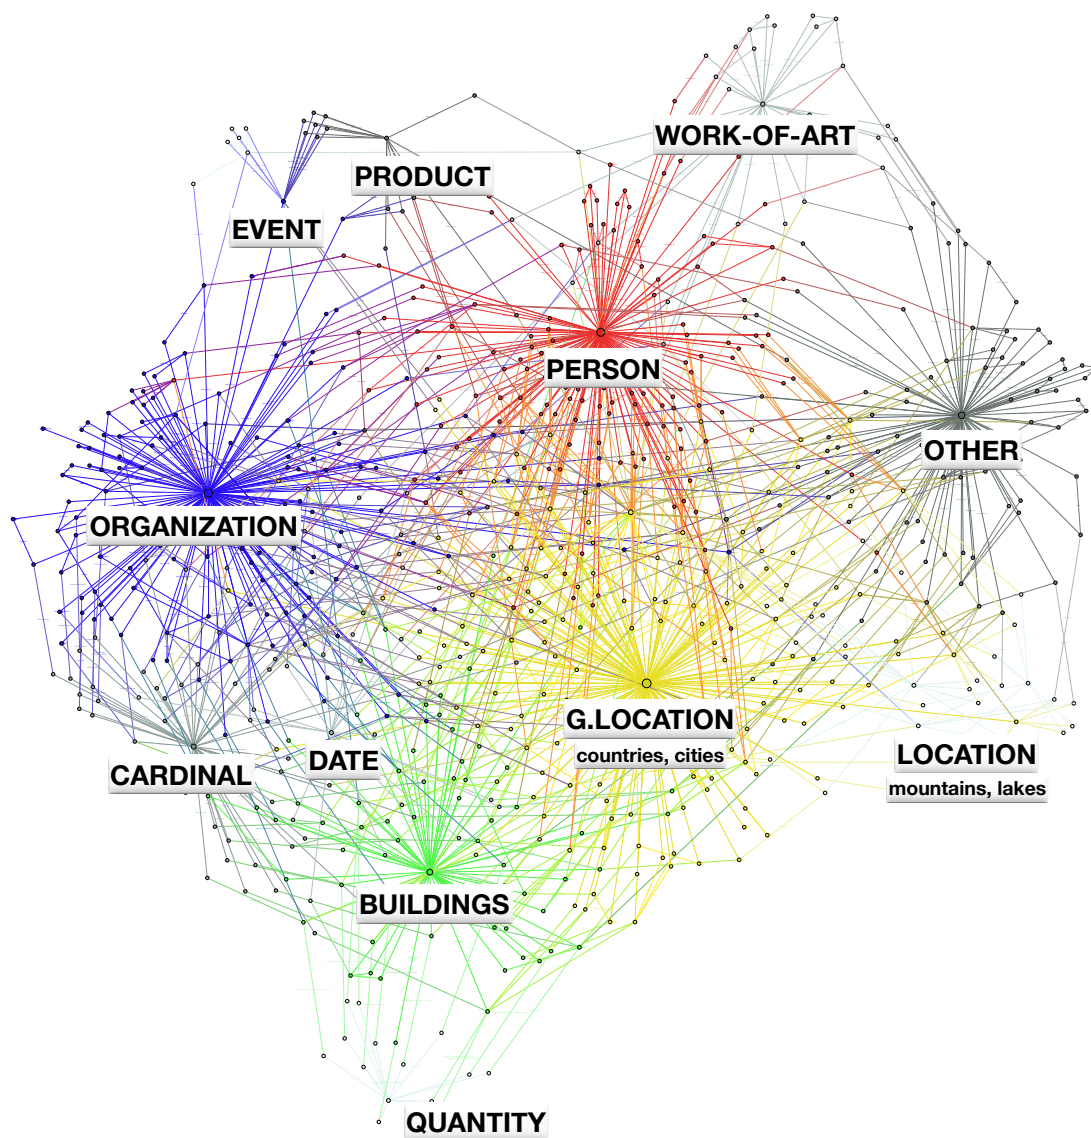 WORK-OF-ART
PRODUCT
EVENT
PERSON
OTHER
ORGANIZATION
G.LOCATION
countries, cities
LOCATION
mountains, lakes
DATE
CARDINAL
BUILDINGS
QUANTITY